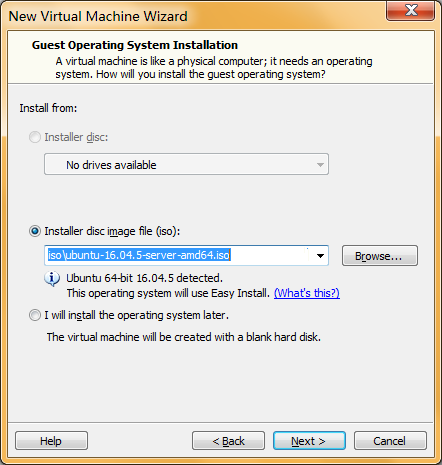 New Virtual Machine Wizard
Guest Operating System Installation
A virtual machine is like a physical computer; it needs an operating
system. How will you install the guest operating system?
Install from:
Installer disc:
No drives available
Installer disc image file (iso):
iso\ubuntu-16.04.5-server-amd64.iso
Browse...
Ubuntu 64-bit 16.04.5 detected.
This operating system will use Easy Install. (What's this?)
I will install the operating system later.
The virtual machine will be created with a blank hard disk.
Help
< Back
Next >
Cancel